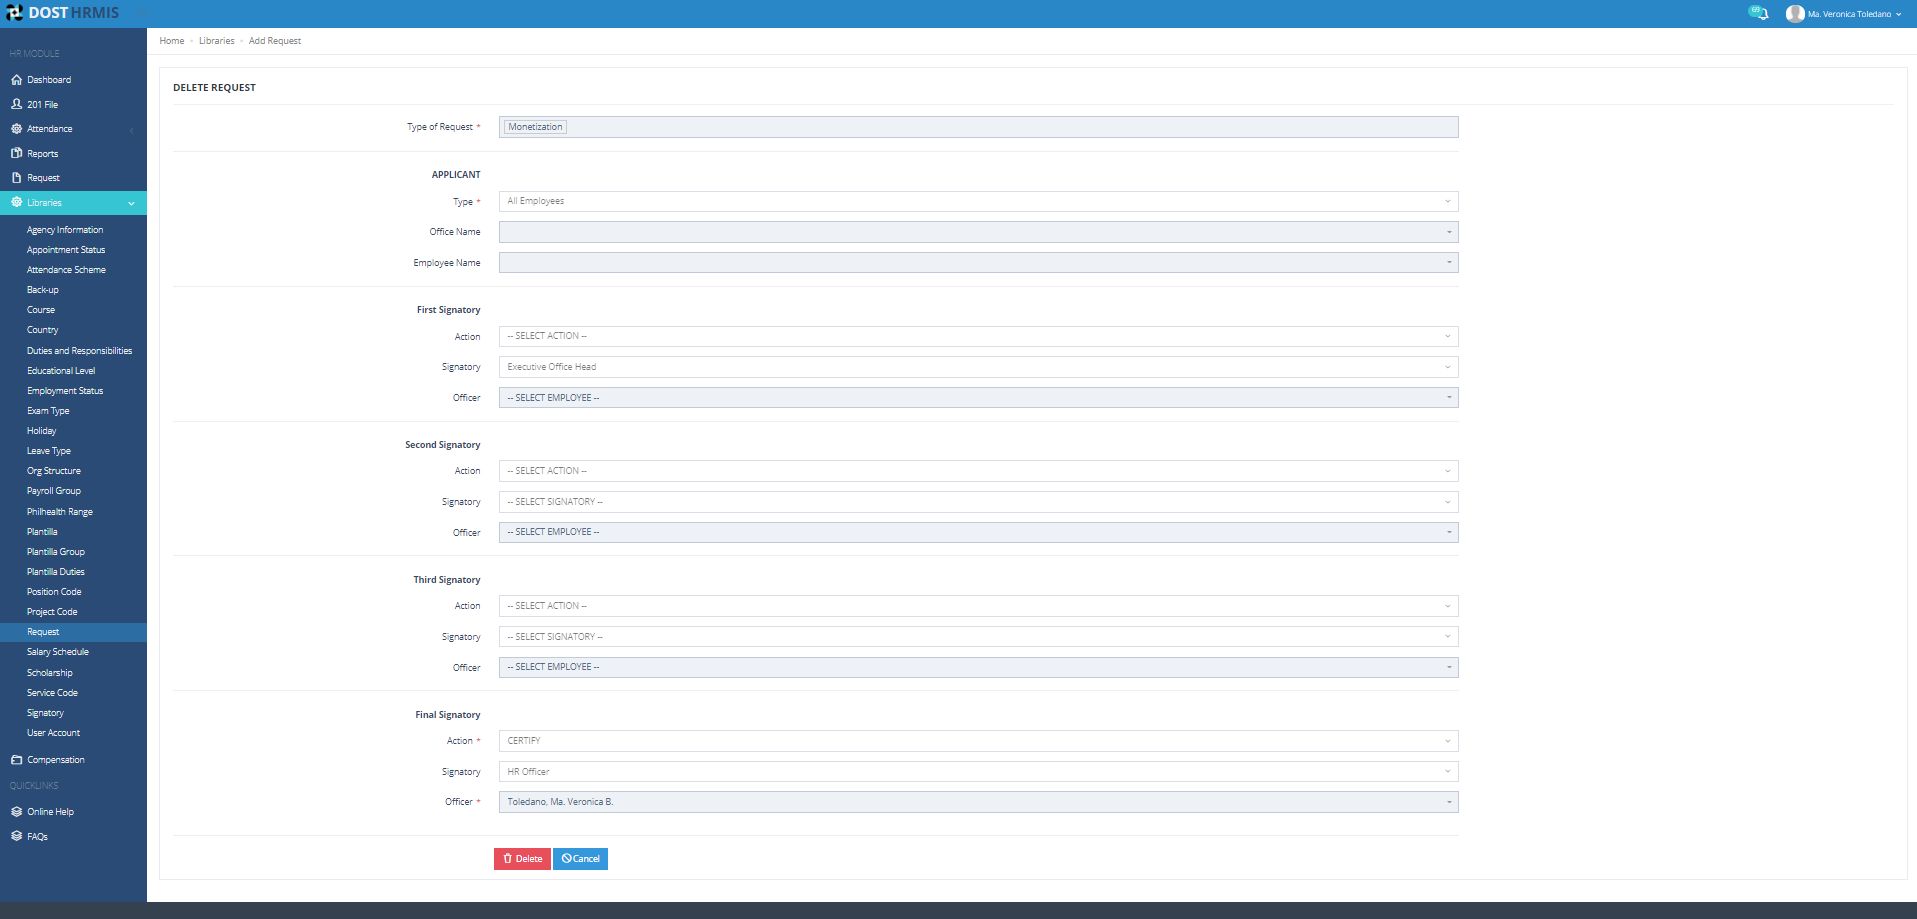 DOST HRMIS
69
Ma. Veronica Toledano
HR MODULE
Dashboard
201 File
Attendance
Reports
Request
Libraries
Agency Information
Appointment Status
Attendance Scheme
Back-up
Course
Country
Duties and Responsibilities
Educational Level
Employment Status
Exam Type
Holiday
Leave Type
Org Structure
Payroll Group
Philhealth Range
Plantilla
Plantilla Group
Plantilla Duties
Position Code
Project Code
Request
Salary Schedule
Scholarship
Service Code
Signatory
User Account
Compensation
QUICKLINKS
Online Help
FAQs
Home Libraries Add Request
DELETE REQUEST
Type of Request * Monetization
APPLICANT
Type * All Employees
Office Name
Employee Name
First Signatory
Action -- SELECT ACTION --
Signatory Executive Office Head
Officer -- SELECT EMPLOYEE --
Second Signatory
Action -- SELECT ACTION --
Signatory -- SELECT SIGNATORY --
Officer -- SELECT EMPLOYEE --
Third Signatory
Action -- SELECT ACTION --
Signatory -- SELECT SIGNATORY --
Officer -- SELECT EMPLOYEE --
Final Signatory
Action * CERTIFY
Signatory HR Officer
Officer * Toledano, Ma. Veronica B.
Delete Cancel